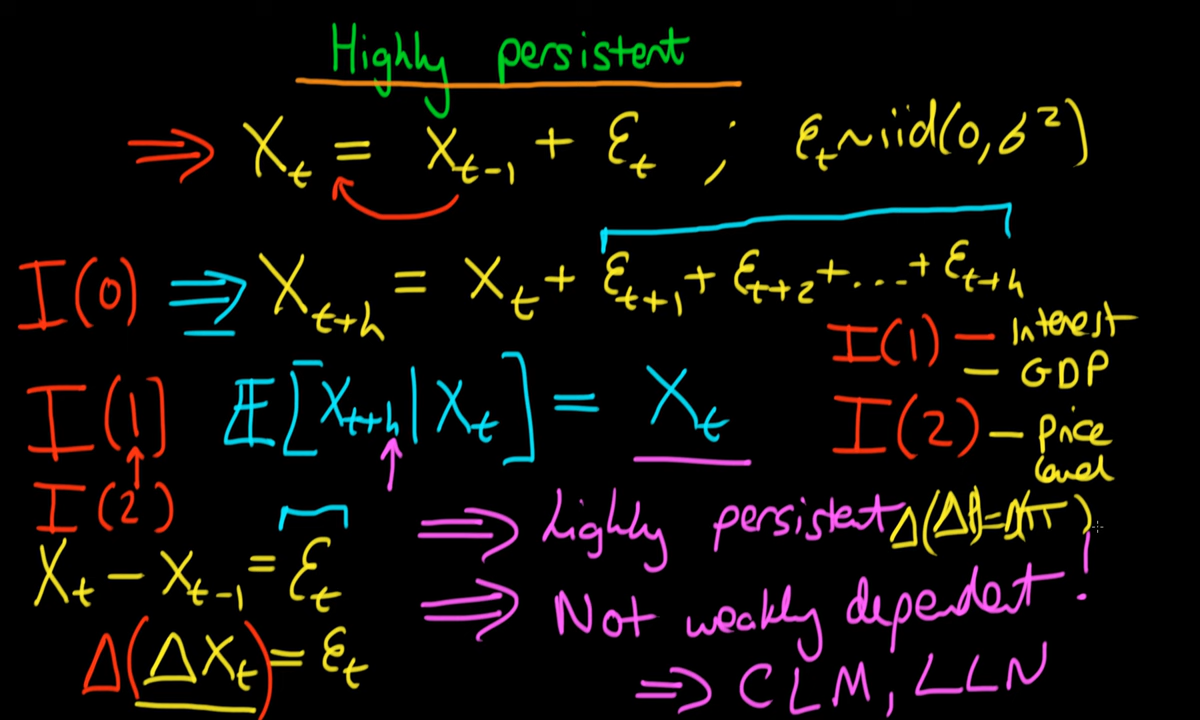 Highly persistent
⇒ X_t = X_{t-1} + ε_t ; ε_t ~ iid(0, σ²)
I(0) ⇒ X_{t+h} = X_t + ε_{t+1} + ε_{t+2} + ... + ε_{t+h}
I(1) – Interest
– GDP
I(1) E[X_{t+h} | X_t] = X_t
I(2) – Price level
I(2)
⇒ highly persistent
Δ(
X_t – X_{t-1} = ε_t
⇒ Not weakly dependent!
Δ(ΔX_t) = ε_t
⇒ CLM, LLN